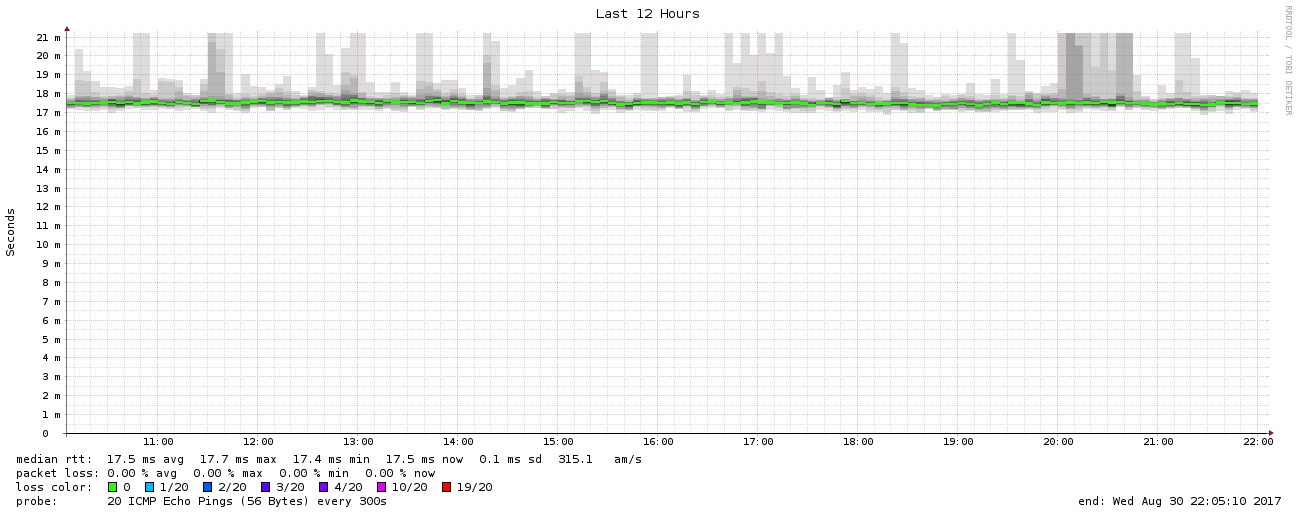 Last 12 Hours
RRDTOOL / TOBI OETIKER
Seconds
21 m
20 m
19 m
18 m
17 m
16 m
15 m
14 m
13 m
12 m
11 m
10 m
9 m
8 m
7 m
6 m
5 m
4 m
3 m
2 m
1 m
0
11:00 12:00 13:00 14:00 15:00 16:00 17:00 18:00 19:00 20:00 21:00 22:00
median rtt: 17.5 ms avg 17.7 ms max 17.4 ms min 17.5 ms now 0.1 ms sd 315.1 am/s
packet loss: 0.00 % avg 0.00 % max 0.00 % min 0.00 % now
loss color: 0 1/20 2/20 3/20 4/20 10/20 19/20
probe: 20 ICMP Echo Pings (56 Bytes) every 300s end: Wed Aug 30 22:05:10 2017